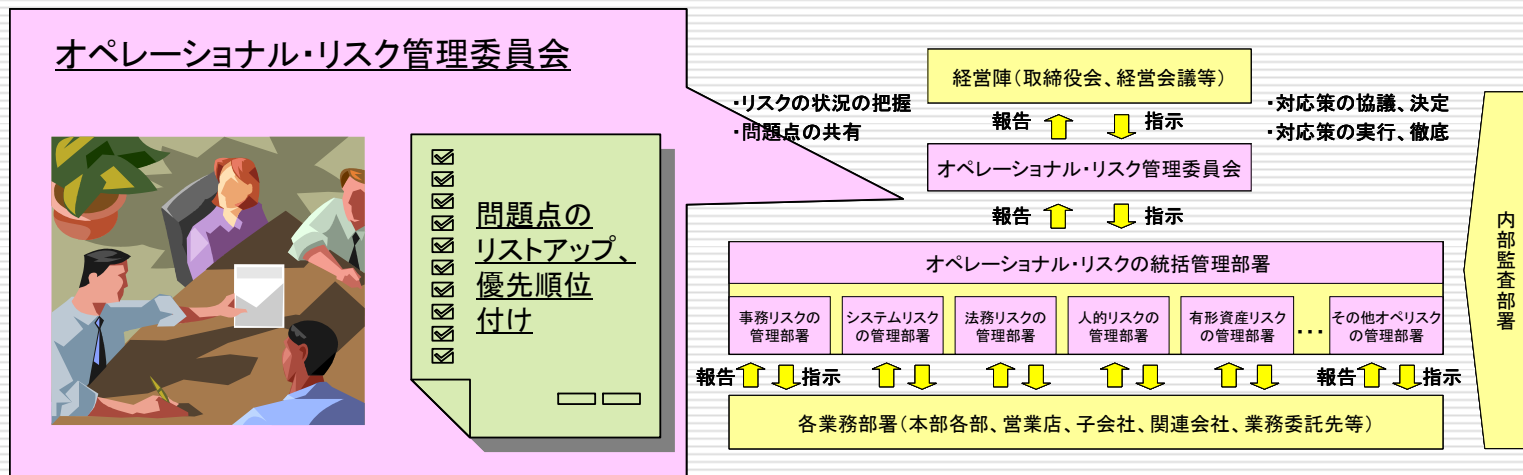 オペレーショナル・リスク管理委員会
問題点の
リストアップ、
優先順位
付け
・リスクの状況の把握
・問題点の共有
経営陣（取締役会、経営会議等）
・対応策の協議、決定
・対応策の実行、徹底
報告 指示
オペレーショナル・リスク管理委員会
報告 指示
オペレーショナル・リスクの統括管理部署
事務リスクの
管理部署
システムリスク
の管理部署
法務リスクの
管理部署
人的リスクの
管理部署
有形資産リスク
の管理部署
…
その他オペリスク
の管理部署
報告 指示
報告 指示
各業務部署（本部各部、営業店、子会社、関連会社、業務委託先等）
内部監査部署